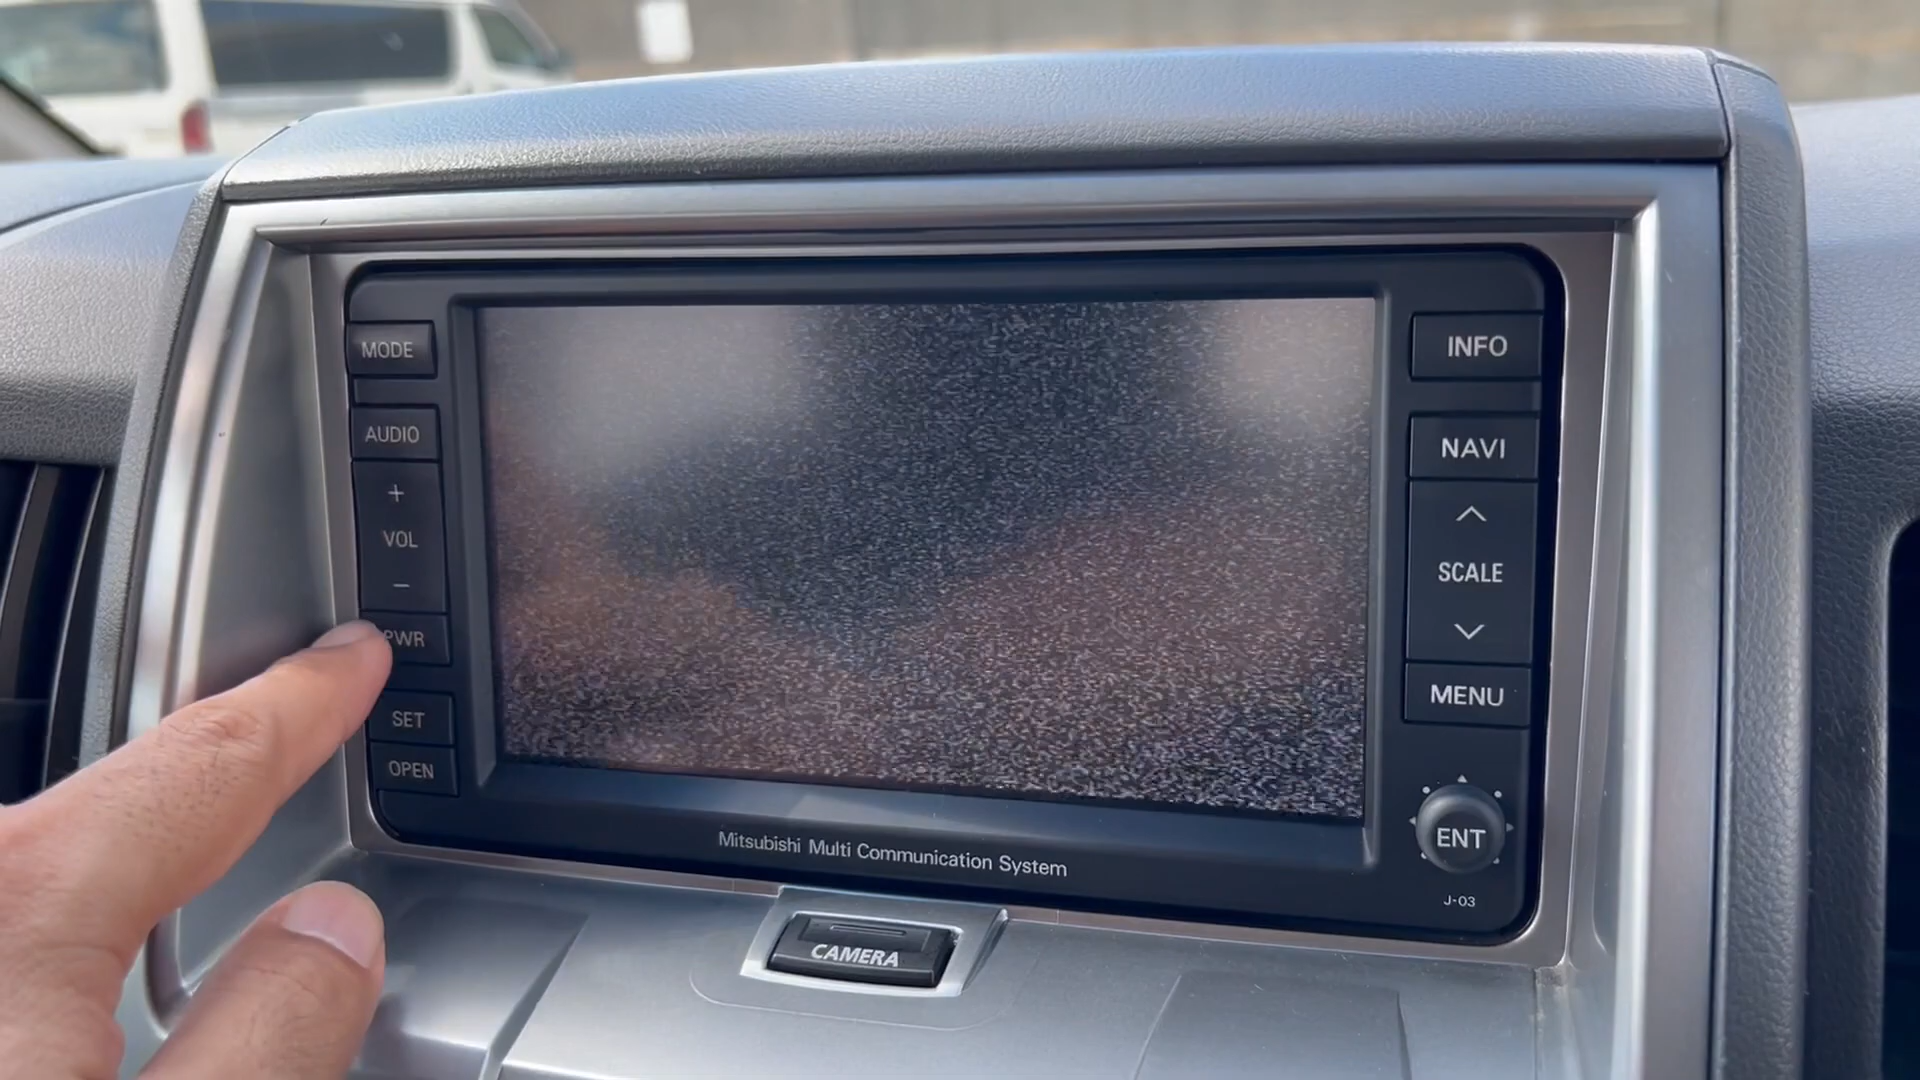 MODE
AUDIO
+
VOL
−
PWR
SET
OPEN
INFO
NAVI
SCALE
MENU
ENT
J-03
Mitsubishi Multi Communication System
CAMERA